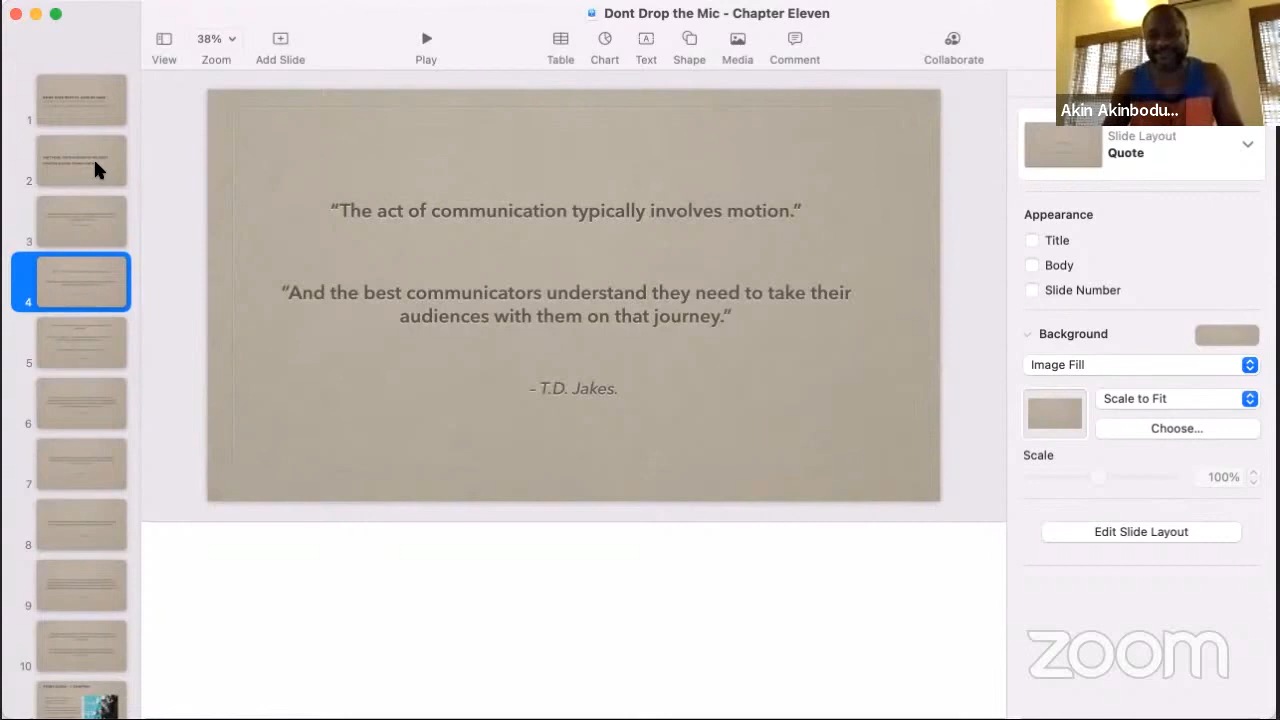 Dont Drop the Mic - Chapter Eleven
38%
View
Zoom
Add Slide
Play
Table
Chart
Text
Shape
Media
Comment
Collaborate
Akin Akinbodu...
1
2
3
4
5
6
7
8
9
10
“The act of communication typically involves motion.”
“And the best communicators understand they need to take their
audiences with them on that journey.”
– T.D. Jakes.
Slide Layout
Quote
Appearance
Title
Body
Slide Number
Background
Image Fill
Scale to Fit
Choose...
Scale
100%
Edit Slide Layout
zoom